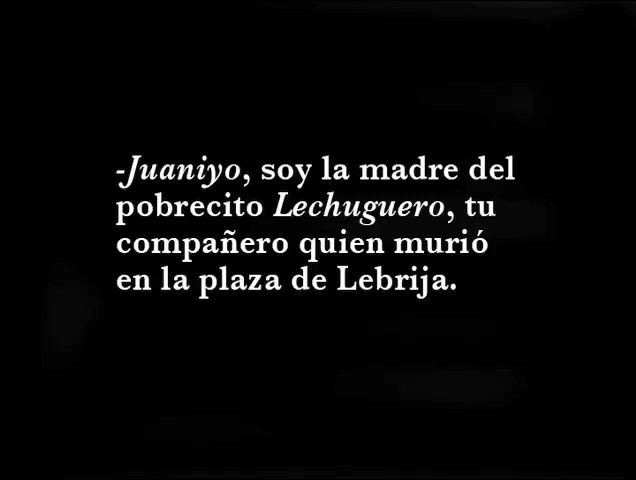 -Juaniyo, soy la madre del
pobrecito Lechuguero, tu
compañero quien murió
en la plaza de Lebrija.